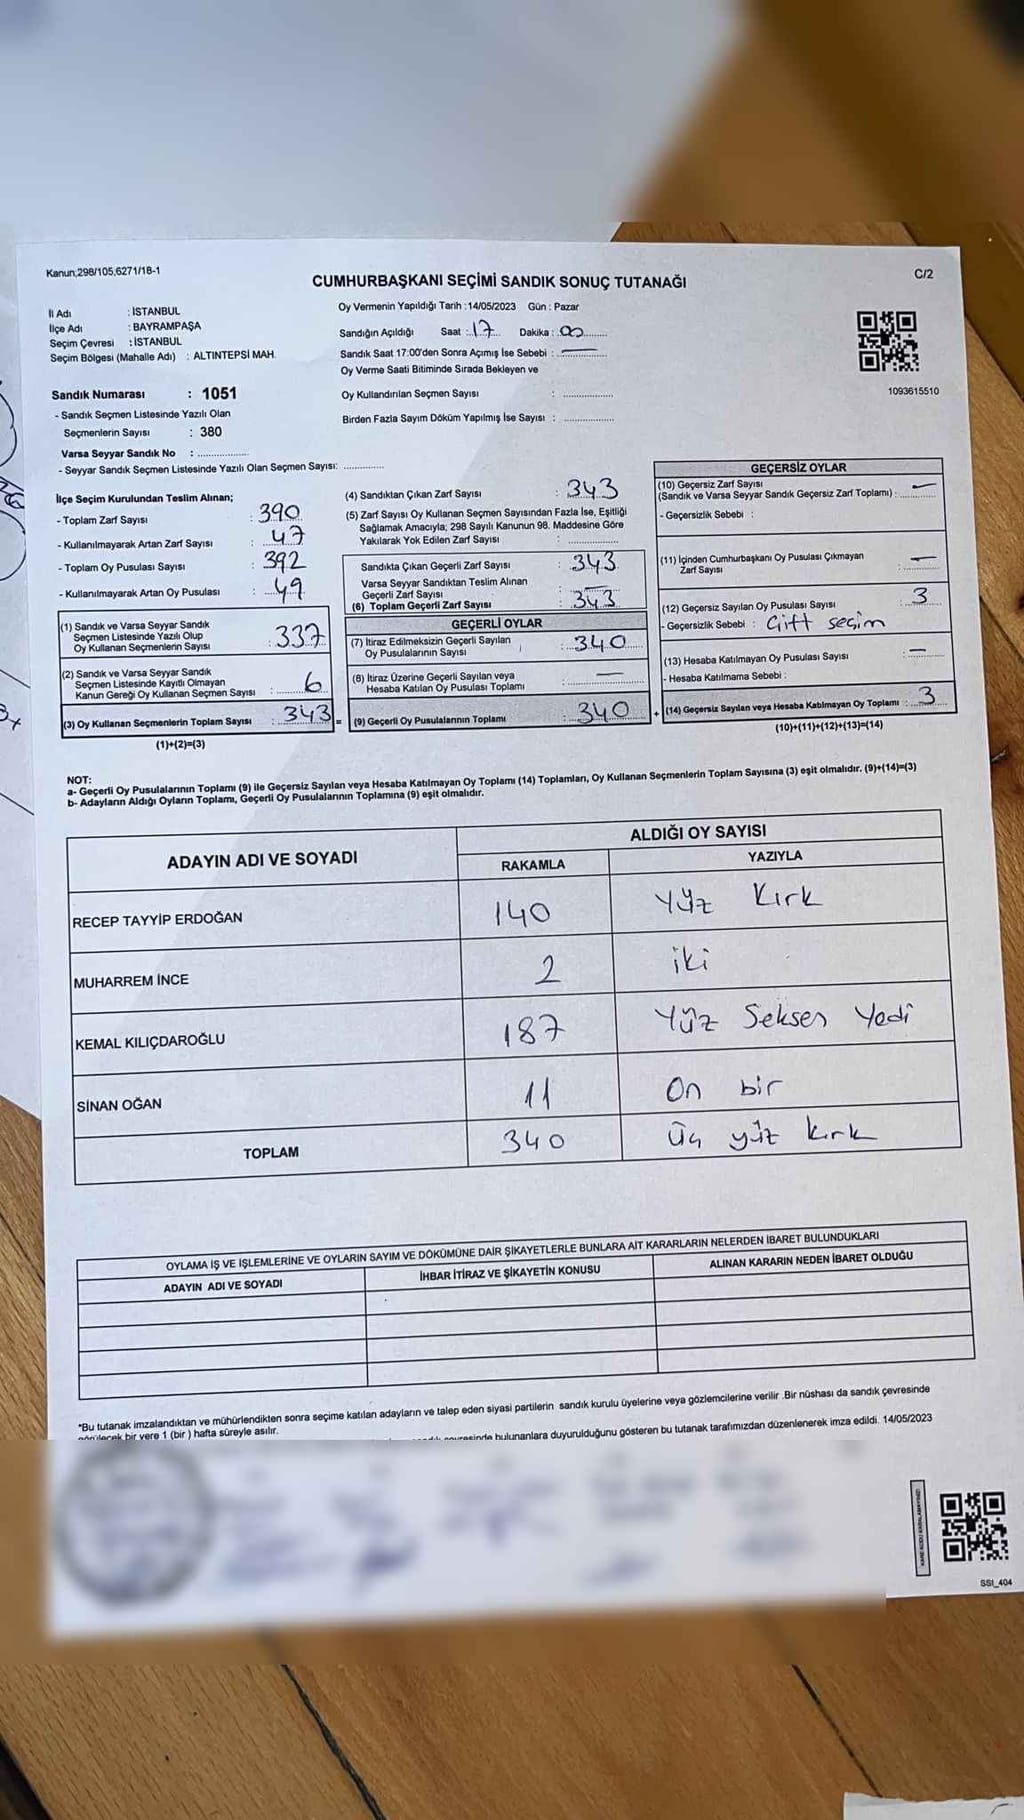 Kanun;298/105,6271/18-1
C/2
CUMHURBAŞKANI SEÇİMİ SANDIK SONUÇ TUTANAĞI
İl Adı : İSTANBUL
İlçe Adı : BAYRAMPAŞA
Seçim Çevresi : İSTANBUL
Seçim Bölgesi (Mahalle Adı) : ALTINTEPSİ MAH.
Oy Vermenin Yapıldığı Tarih :14/05/2023 Gün : Pazar
Sandığın Açıldığı Saat : 17 Dakika : 00
Sandık Saat 17:00'den Sonra Açımış İse Sebebi : —
Oy Verme Saati Bitiminde Sırada Bekleyen ve
Oy Kullandırılan Seçmen Sayısı :
Birden Fazla Sayım Döküm Yapılmış İse Sayısı :
1093615510
Sandık Numarası : 1051
- Sandık Seçmen Listesinde Yazılı Olan
Seçmenlerin Sayısı : 380
Varsa Seyyar Sandık No :
- Seyyar Sandık Seçmen Listesinde Yazılı Olan Seçmen Sayısı:
İlçe Seçim Kurulundan Teslim Alınan;
- Toplam Zarf Sayısı : 390
- Kullanılmayarak Artan Zarf Sayısı : 47
- Toplam Oy Pusulası Sayısı : 392
- Kullanılmayarak Artan Oy Pusulası : 49
(1) Sandık ve Varsa Seyyar Sandık
Seçmen Listesinde Yazılı Olup
Oy Kullanan Seçmenlerin Sayısı : 337
(2) Sandık ve Varsa Seyyar Sandık
Seçmen Listesinde Kayıtlı Olmayan
Kanun Gereği Oy Kullanan Seçmen Sayısı : 6
(3) Oy Kullanan Seçmenlerin Toplam Sayısı : 343 =
(1)+(2)=(3)
(4) Sandıktan Çıkan Zarf Sayısı : 343
(5) Zarf Sayısı Oy Kullanan Seçmen Sayısından Fazla İse, Eşitliği
Sağlamak Amacıyla; 298 Sayılı Kanunun 98. Maddesine Göre
Yakılarak Yok Edilen Zarf Sayısı :
Sandıkta Çıkan Geçerli Zarf Sayısı : 343
Varsa Seyyar Sandıktan Teslim Alınan
Geçerli Zarf Sayısı : —
(6) Toplam Geçerli Zarf Sayısı : 343
GEÇERLİ OYLAR
(7) İtiraz Edilmeksizin Geçerli Sayılan
Oy Pusulalarının Sayısı : 340
(8) İtiraz Üzerine Geçerli Sayılan veya
Hesaba Katılan Oy Pusulası Toplamı : —
(9) Geçerli Oy Pusulalarının Toplamı : 340 +
GEÇERSİZ OYLAR
(10) Geçersiz Zarf Sayısı
(Sandık ve Varsa Seyyar Sandık Geçersiz Zarf Toplamı) : —
- Geçersizlik Sebebi :
(11) İçinden Cumhurbaşkanı Oy Pusulası Çıkmayan
Zarf Sayısı : —
(12) Geçersiz Sayılan Oy Pusulası Sayısı : 3
- Geçersizlik Sebebi : Çift seçim
(13) Hesaba Katılmayan Oy Pusulası Sayısı : —
- Hesaba Katılmama Sebebi :
(14) Geçersiz Sayılan veya Hesaba Katılmayan Oy Toplamı : 3
(10)+(11)+(12)+(13)=(14)
NOT:
a- Geçerli Oy Pusulalarının Toplamı (9) ile Geçersiz Sayılan veya Hesaba Katılmayan Oy Toplamı (14) Toplamları, Oy Kullanan Seçmenlerin Toplam Sayısına (3) eşit olmalıdır. (9)+(14)=(3)
b- Adayların Aldığı Oyların Toplamı, Geçerli Oy Pusulalarının Toplamına (9) eşit olmalıdır.
ADAYIN ADI VE SOYADI
ALDIĞI OY SAYISI
RAKAMLA YAZIYLA
RECEP TAYYİP ERDOĞAN 140 Yüz Kırk
MUHARREM İNCE 2 iki
KEMAL KILIÇDAROĞLU 187 Yüz Seksen Yedi
SİNAN OĞAN 11 On bir
TOPLAM 340 Üç yüz kırk
OYLAMA İŞ VE İŞLEMLERİNE VE OYLARIN SAYIM VE DÖKÜMÜNE DAİR ŞİKAYETLERLE BUNLARA AİT KARARLARIN NELERDEN İBARET BULUNDUKLARI
ADAYIN ADI VE SOYADI İHBAR İTİRAZ VE ŞİKAYETİN KONUSU ALINAN KARARIN NEDEN İBARET OLDUĞU
*Bu tutanak imzalandıktan ve mühürlendikten sonra seçime katılan adayların ve talep eden siyasi partilerin sandık kurulu üyelerine veya gözlemcilerine verilir .Bir nüshası da sandık çevresinde
görülecek bir yere 1 (bir ) hafta süreyle asılır.
bulunanlara duyurulduğunu gösteren bu tutanak tarafımızdan düzenlenerek imza edildi. 14/05/2023
SSI_404